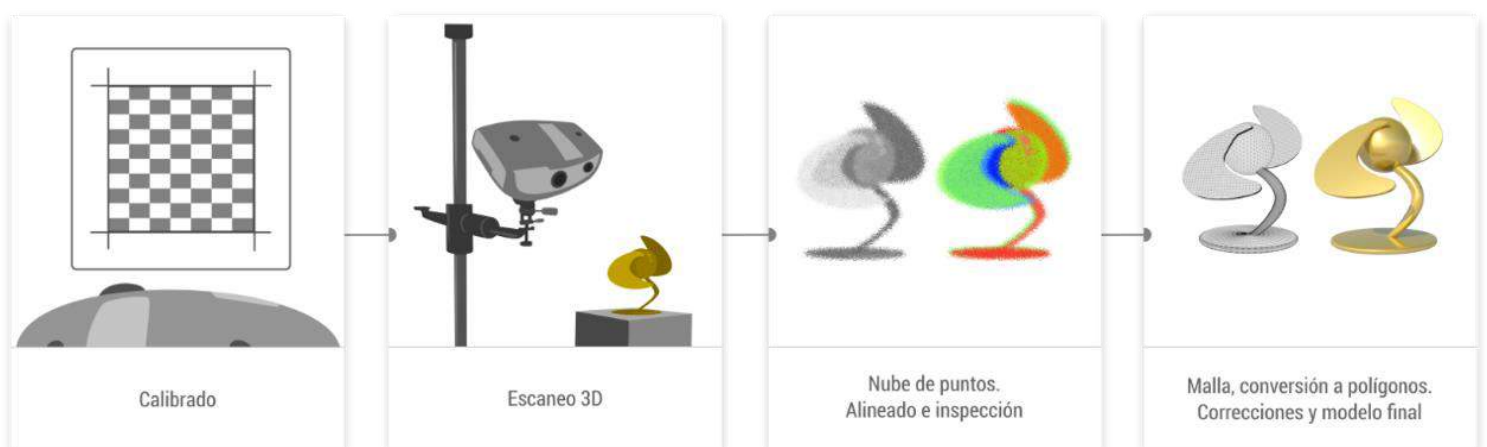 Calibrado
Escaneo 3D
Nube de puntos.
Alineado e inspección
Malla, conversión a polígonos.
Correcciones y modelo final